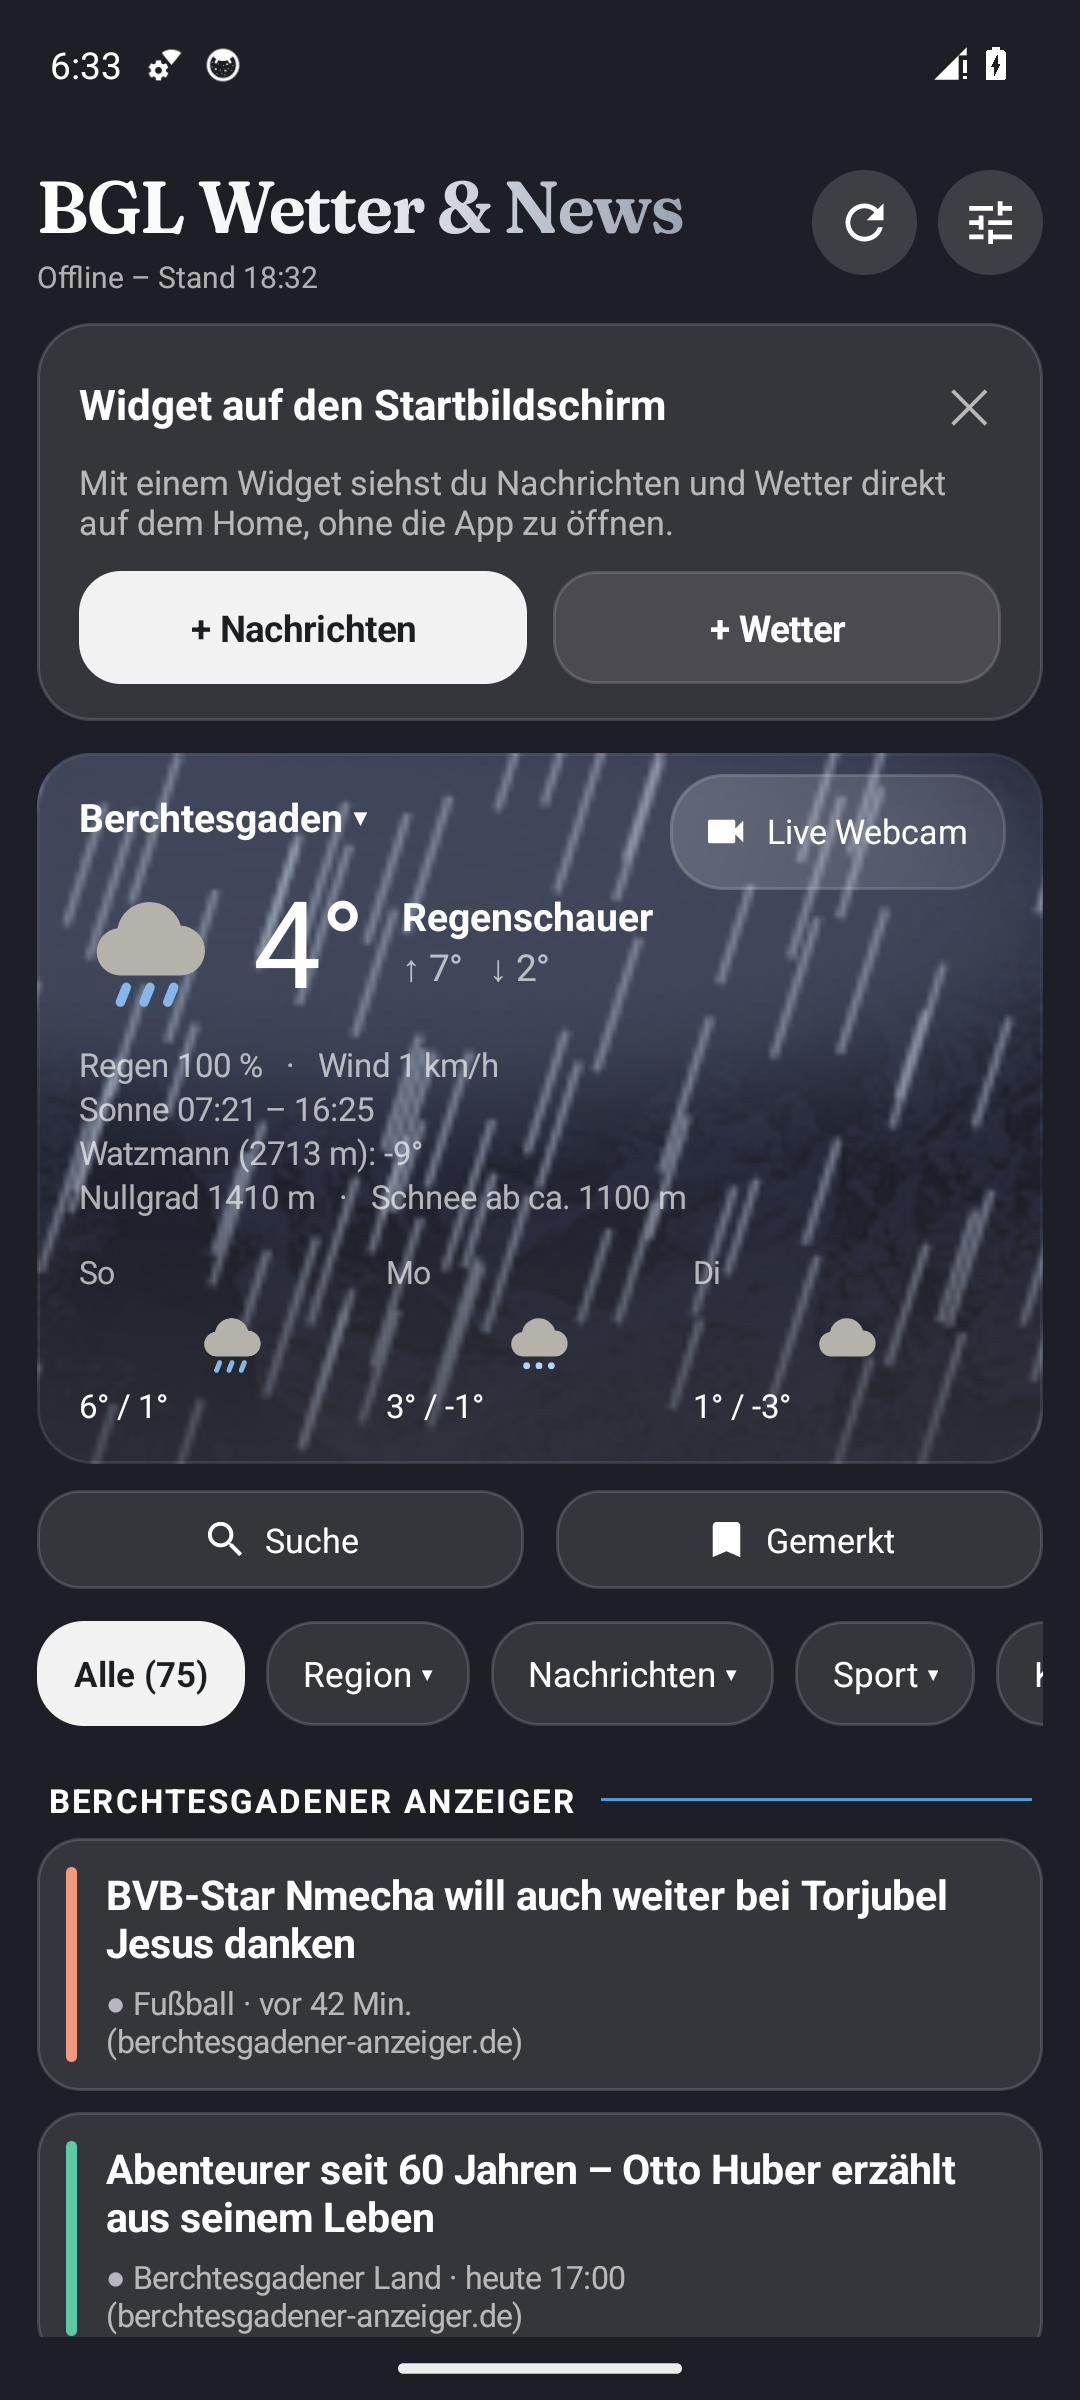 6:33
BGL Wetter & News
Offline – Stand 18:32
Widget auf den Startbildschirm
Mit einem Widget siehst du Nachrichten und Wetter direkt
auf dem Home, ohne die App zu öffnen.
+ Nachrichten
+ Wetter
Berchtesgaden ▾
Live Webcam
4°
Regenschauer
↑ 7° ↓ 2°
Regen 100 % · Wind 1 km/h
Sonne 07:21 – 16:25
Watzmann (2713 m): -9°
Nullgrad 1410 m · Schnee ab ca. 1100 m
So Mo Di
6° / 1° 3° / -1° 1° / -3°
Suche
Gemerkt
Alle (75)
Region ▾
Nachrichten ▾
Sport ▾
BERCHTESGADENER ANZEIGER
BVB-Star Nmecha will auch weiter bei Torjubel
Jesus danken
● Fußball · vor 42 Min.
(berchtesgadener-anzeiger.de)
Abenteurer seit 60 Jahren – Otto Huber erzählt
aus seinem Leben
● Berchtesgadener Land · heute 17:00
(berchtesgadener-anzeiger.de)